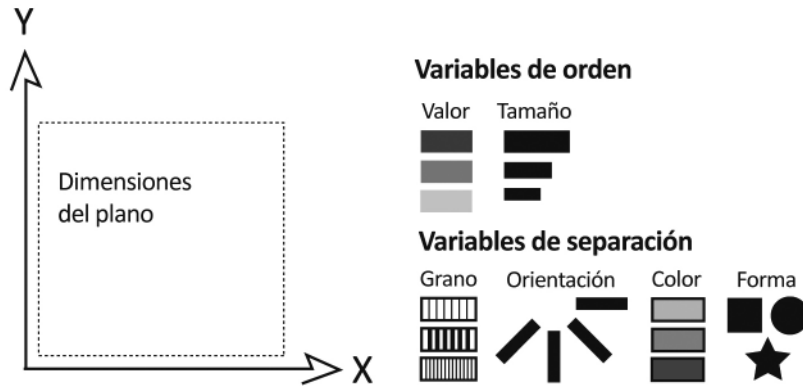 Y
Dimensiones
del plano
X
Variables de orden
Valor Tamaño
Variables de separación
Grano Orientación Color Forma